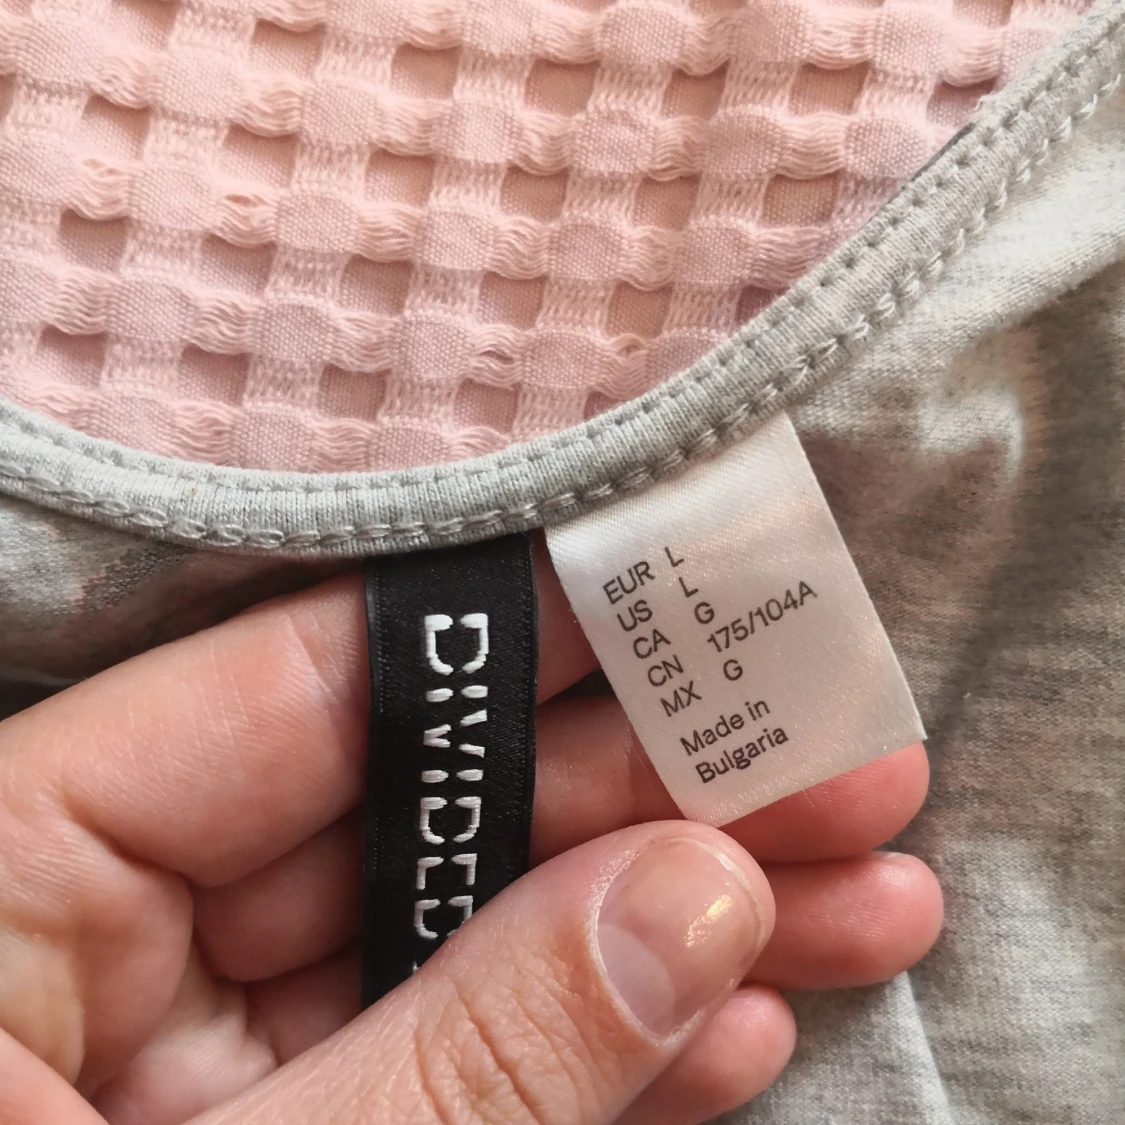 DIVIDED
EUR L
US L
CA G
CN 175/104A
MX G
Made in
Bulgaria